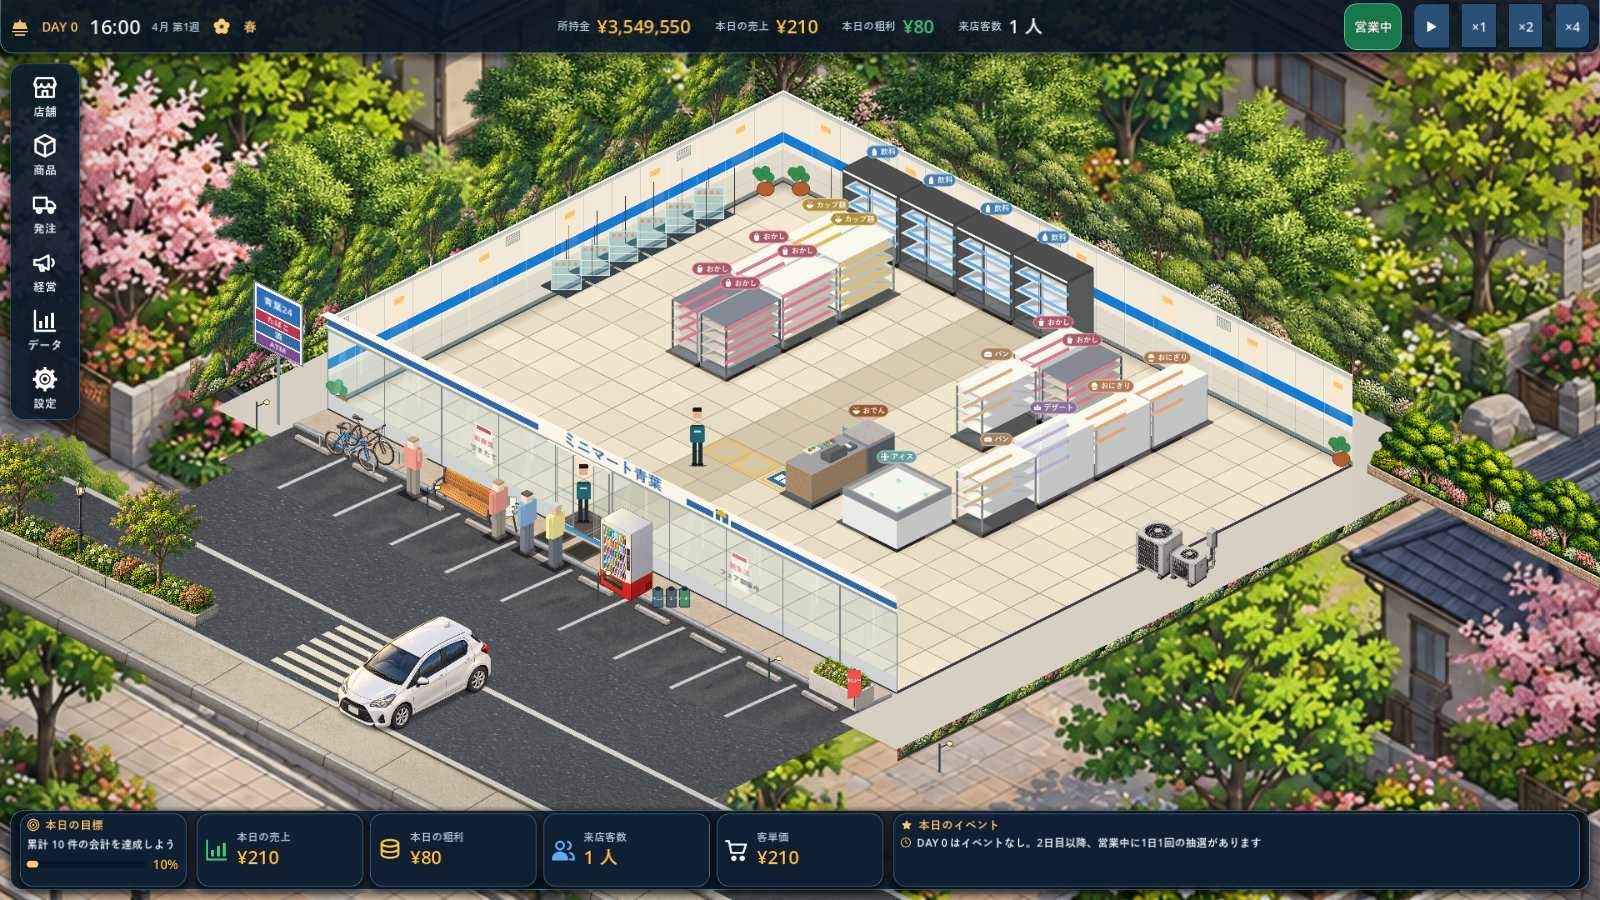 DAY 0 16:00 4月 第1週 春
所持金 ¥3,549,550 本日の売上 ¥210 本日の粗利 ¥80 来店客数 1 人
営業中 ×1 ×2 ×4
店舗
商品
発注
経営
データ
設定
飲料
飲料
飲料
飲料
カップ麺
カップ麺
おかし
おかし
おかし
おかし
おかし
おかし
パン
おにぎり
おにぎり
デザート
パン
おでん
アイス
青葉24
たばこ
酒
ATM
ミニマート青葉
本日の目標
累計 10 件の会計を達成しよう
10%
本日の売上
¥210
本日の粗利
¥80
来店客数
1 人
客単価
¥210
本日のイベント
DAY 0 はイベントなし。2日目以降、営業中に1日1回の抽選があります